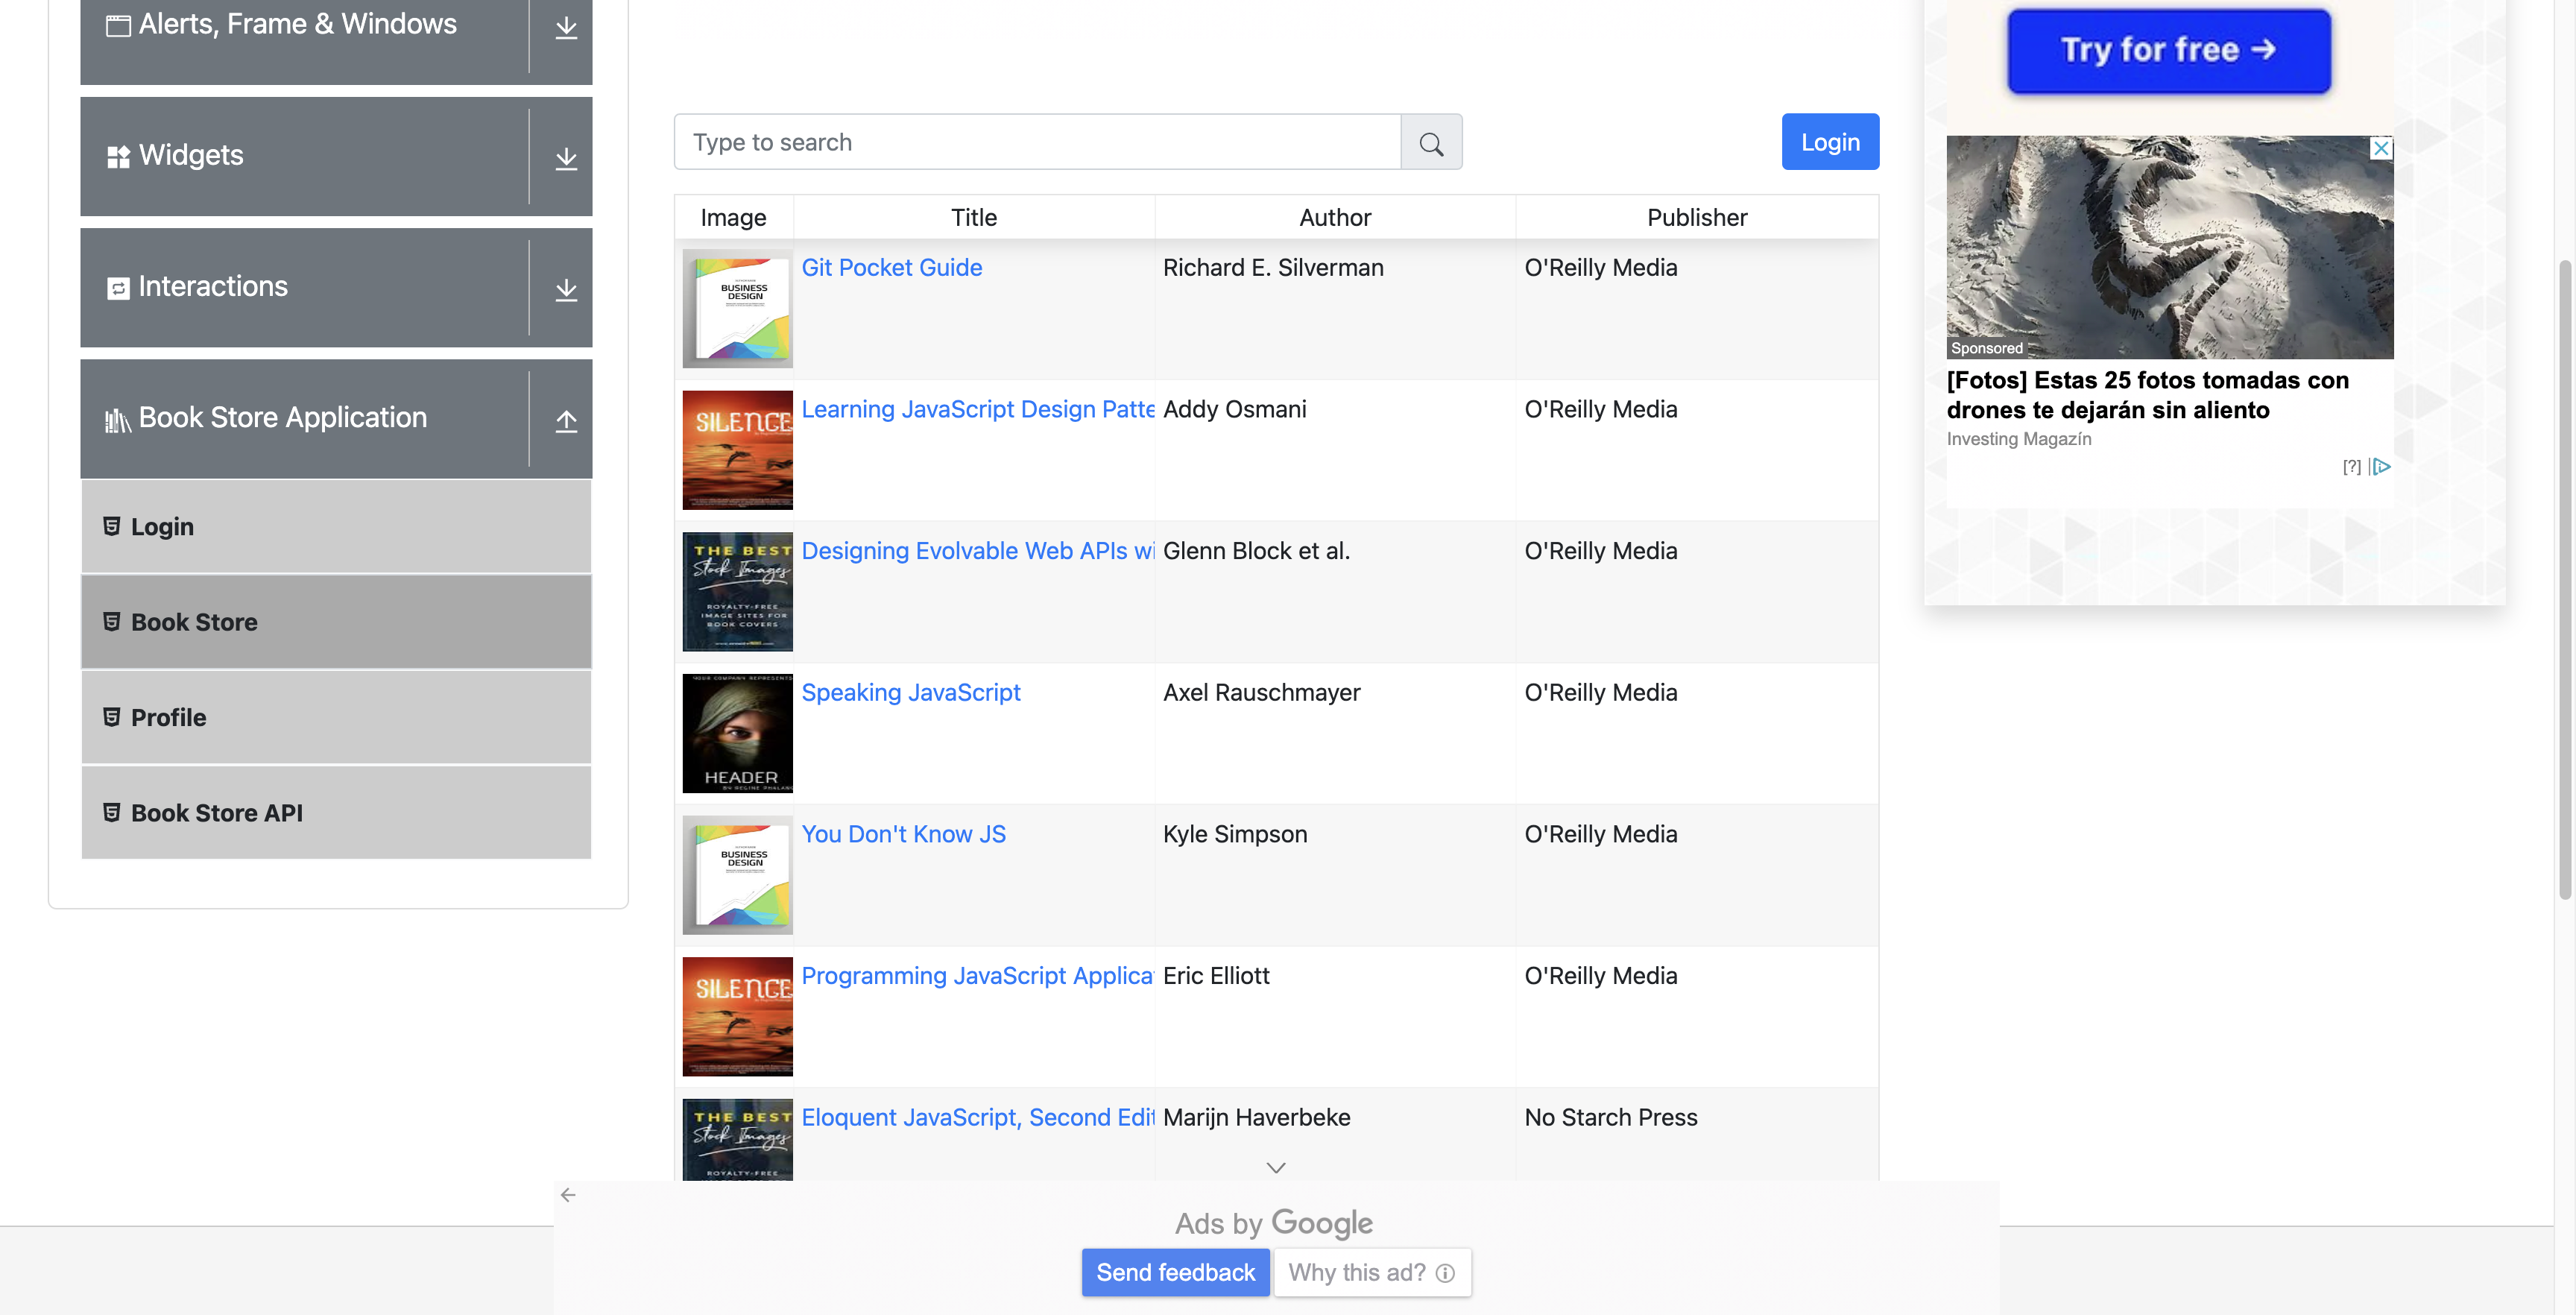 Alerts, Frame & Windows
Widgets
Interactions
Book Store Application
Login
Book Store
Profile
Book Store API
Type to search
Login
Image Title Author Publisher
BUSINESS
DESIGN
Git Pocket Guide Richard E. Silverman O'Reilly Media
SILENCE
Learning JavaScript Design Patte Addy Osmani O'Reilly Media
THE BEST
Stock Images
ROYALTY-FREE
IMAGE SITES FOR
BOOK COVERS
Designing Evolvable Web APIs wi Glenn Block et al. O'Reilly Media
YOUR COMPANY REPRESENTS
HEADER
Speaking JavaScript Axel Rauschmayer O'Reilly Media
BUSINESS
DESIGN
You Don't Know JS Kyle Simpson O'Reilly Media
SILENCE
Programming JavaScript Applica Eric Elliott O'Reilly Media
THE BEST
Stock Images
ROYALTY-FREE
Eloquent JavaScript, Second Edit Marijn Haverbeke No Starch Press
Try for free →
Sponsored
[Fotos] Estas 25 fotos tomadas con
drones te dejarán sin aliento
Investing Magazín
[?]
Ads by Google
Send feedback
Why this ad?